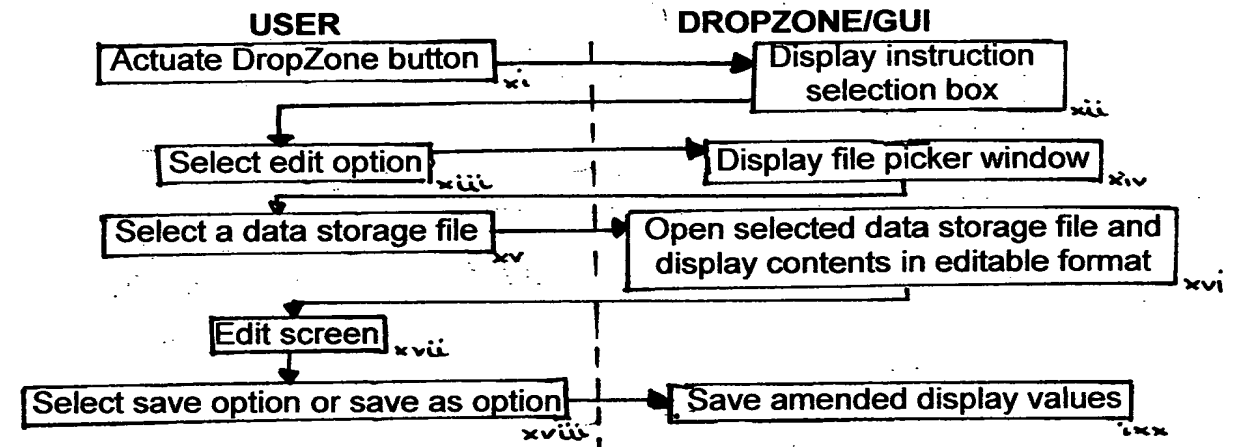 USER
DROPZONE/GUI
Actuate DropZone button
xi
Display instruction
selection box
xii
Select edit option
xiii
Display file picker window
xiv
Select a data storage file
xv
Open selected data storage file and
display contents in editable format
xvi
Edit screen
xvii
Select save option or save as option
xviii
Save amended display values
ixx